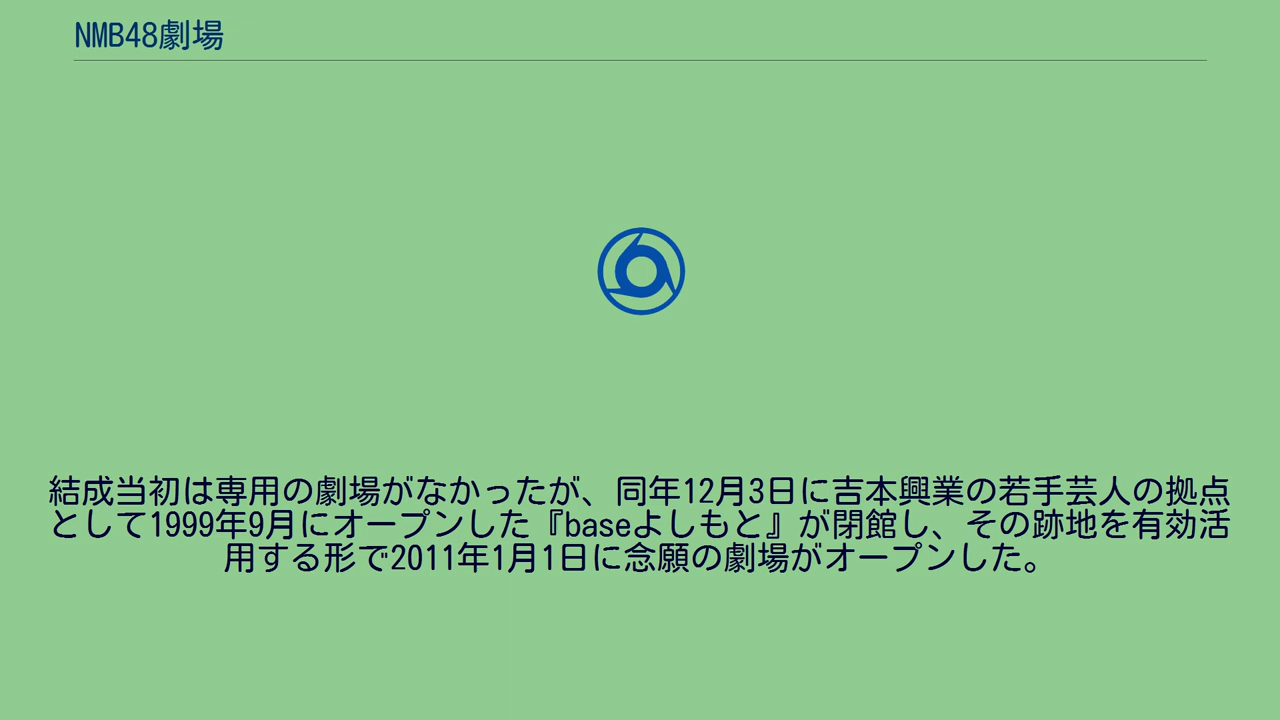 NMB48劇場
結成当初は専用の劇場がなかったが、同年12月3日に吉本興業の若手芸人の拠点
として1999年9月にオープンした『baseよしもと』が閉館し、その跡地を有効活
用する形で2011年1月1日に念願の劇場がオープンした。